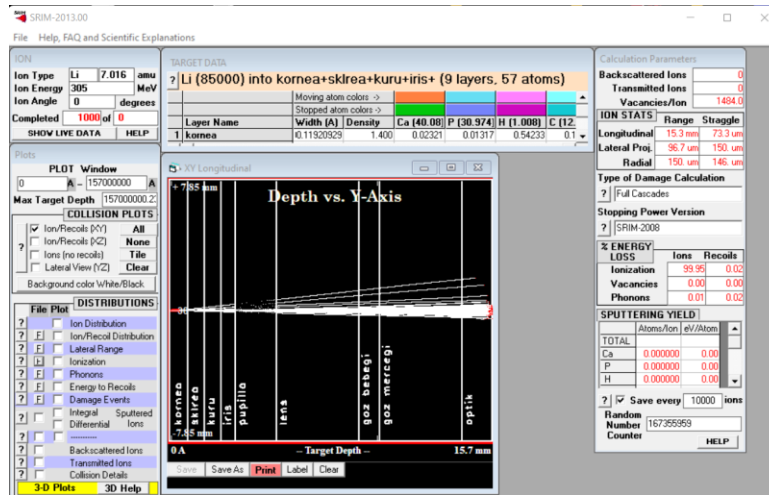 SRIM-2013.00
File Help, FAQ and Scientific Explanations
ION
Ion Type Li 7.016 amu
Ion Energy 305 MeV
Ion Angle 0 degrees
Completed 1000 of 0
SHOW LIVE DATA HELP
TARGET DATA
? Li (85000) into kornea+sklrea+kuru+iris+ (9 layers, 57 atoms)
Moving atom colors ->
Stopped atom colors ->
Layer Name Width (A) Density Ca (40.08) P (30.974) H (1.008) C (12.
1 kornea 0.11920929 1.400 0.02321 0.01317 0.54233 0.1
Calculation Parameters
Backscattered Ions 0
Transmitted Ions 0
Vacancies/Ion 1484.0
ION STATS Range Straggle
Longitudinal 15.3 mm 73.3 um
Lateral Proj. 96.7 um 150. um
Radial 150. um 146. um
Type of Damage Calculation
? Full Cascades
Stopping Power Version
? SRIM-2008
% ENERGY LOSS Ions Recoils
Ionization 99.95 0.02
Vacancies 0.00 0.00
Phonons 0.01 0.02
SPUTTERING YIELD
Atoms/Ion eV/Atom
TOTAL
Ca 0.000000 0.00
P 0.000000 0.00
H 0.000000 0.00
? Save every 10000 ions
Random Number Counter 167355959
HELP
Plots
PLOT Window
0 A - 157000000 A
Max Target Depth 157000000.23
COLLISION PLOTS
Ion/Recoils (XY) All
Ion/Recoils (XZ) None
? Ions (no recoils) Tile
Lateral View (YZ) Clear
Background color White/Black
File Plot DISTRIBUTIONS
? Ion Distribution
? F Ion/Recoil Distribution
? F Lateral Range
? F Ionization
? F Phonons
? F Energy to Recoils
? F Damage Events
? Integral Sputtered
Differential Ions
? ----------
Backscattered Ions
Transmitted Ions
Collision Details
3-D Plots 3D Help
XY Longitudinal
+ 7.85 mm
Depth vs. Y-Axis
kornea
sklrea
kuru
iris
pupilla
lens
goz bebegi
goz mercegi
optik
-7.85 mm
0 A -- Target Depth -- 15.7 mm
Save Save As Print Label Clear